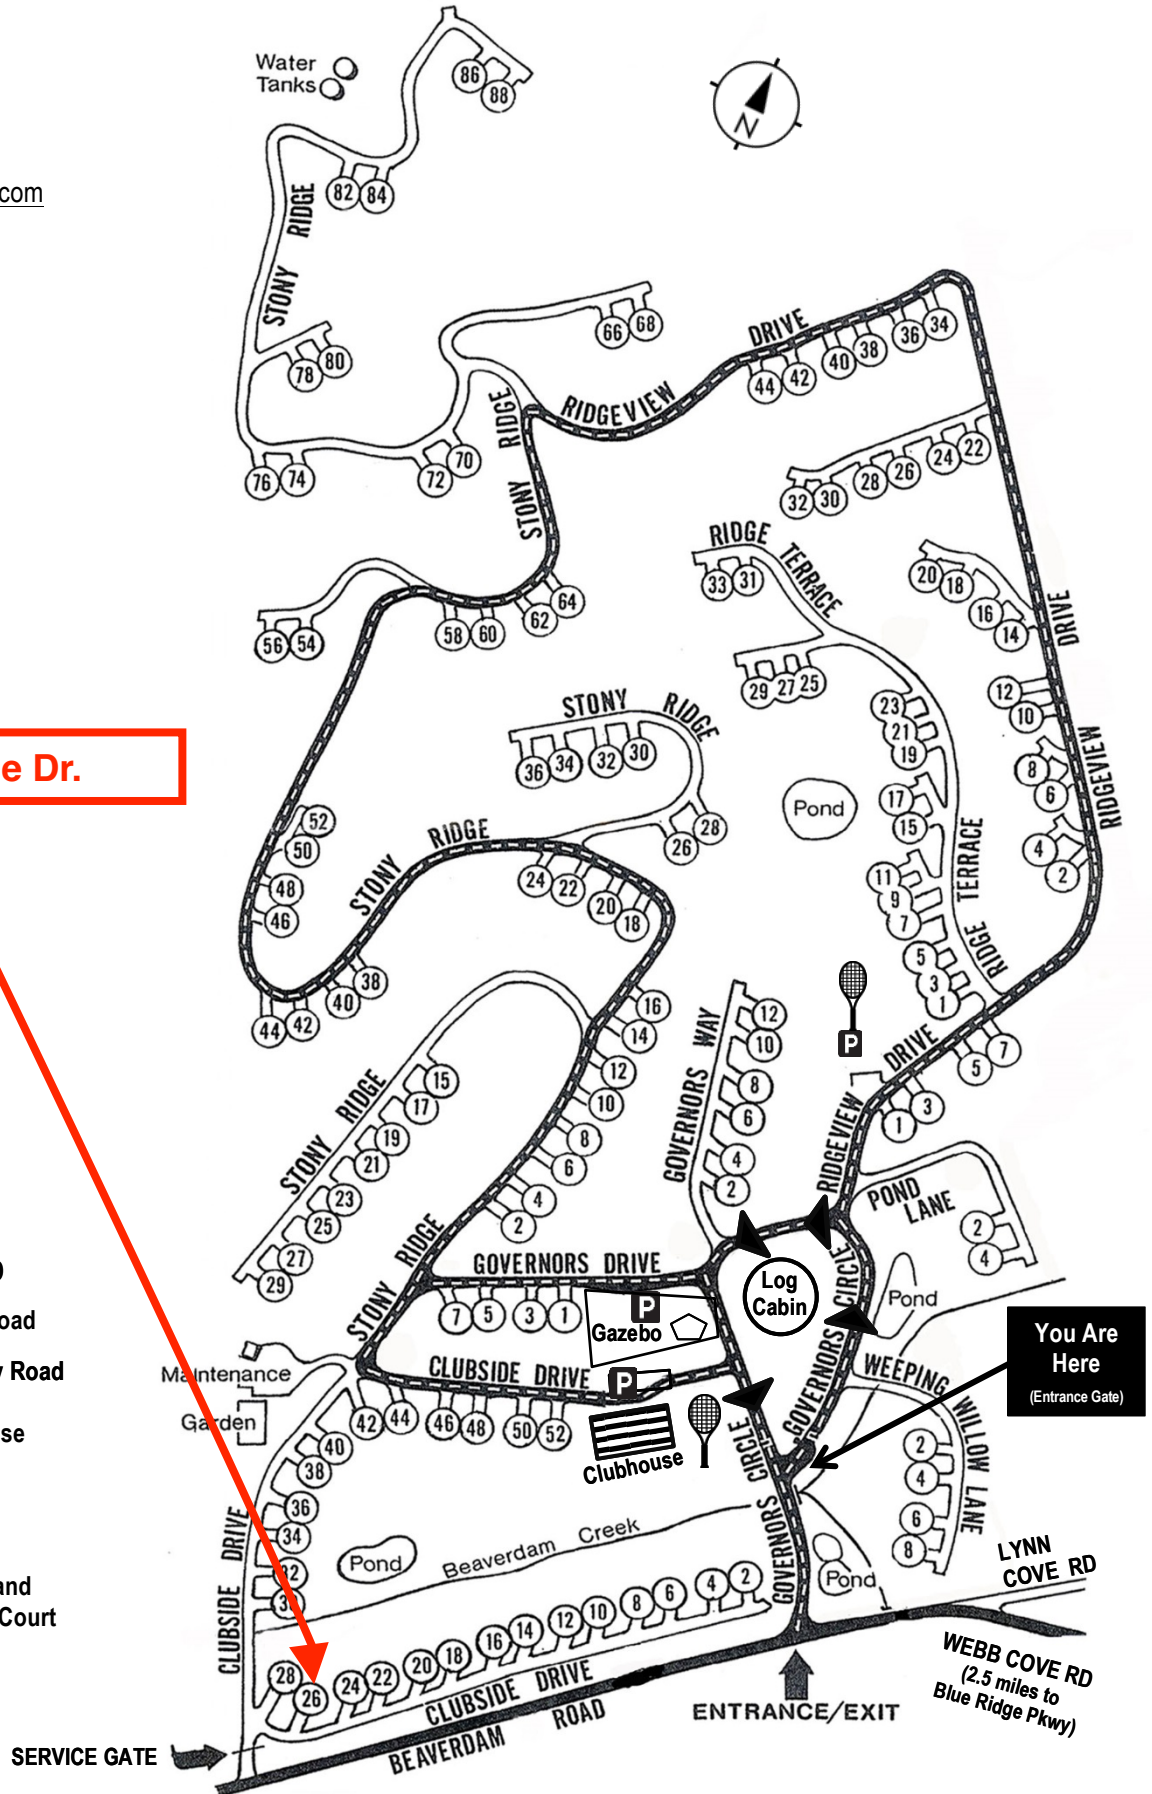 Water
Tanks
86
88
N
com
82
84
STONY RIDGE
66
68
DRIVE
34
36
38
40
42
44
78
80
RIDGEVIEW
STONY RIDGE
70
72
74
76
22
24
26
28
30
32
RIDGE TERRACE
33
31
20
18
16
14
DRIVE
64
62
60
58
56
54
29
27
25
12
10
STONY RIDGE
36
34
32
30
23
21
19
RIDGEVIEW
8
6
e Dr.
Pond
17
15
4
2
52
50
48
46
STONY RIDGE
28
26
24
22
20
18
11
9
7
RIDGE TERRACE
5
3
1
38
40
42
44
16
14
12
10
8
6
4
2
GOVERNORS WAY
12
10
8
6
4
2
P
DRIVE
7
5
3
1
RIDGEVIEW
STONY RIDGE
15
17
19
21
23
25
27
29
POND
LANE
2
4
STONY RIDGE
GOVERNORS DRIVE
7
5
3
1
P
Gazebo
Log
Cabin
GOVERNORS CIRCLE
Pond
You Are
Here
(Entrance Gate)
oad
Road
se
and
Court
Maintenance
Garden
CLUBSIDE DRIVE
P
42
44
46
48
50
52
Clubhouse
WEEPING WILLOW LANE
2
4
6
8
GOVERNORS CIRCLE
40
38
36
34
32
CLUBSIDE DRIVE
Pond
Beaverdam Creek
Pond
LYNN
COVE RD
28
26
24
22
20
18
16
14
12
10
8
6
4
2
CLUBSIDE DRIVE
BEAVERDAM ROAD
WEBB COVE RD
(2.5 miles to
Blue Ridge Pkwy)
ENTRANCE/EXIT
SERVICE GATE